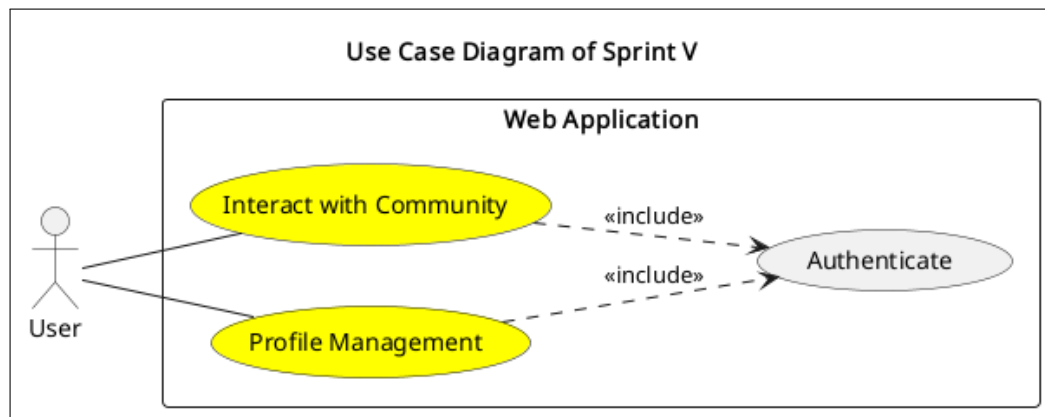 Use Case Diagram of Sprint V
Web Application
Interact with Community
«include»
Authenticate
«include»
User
Profile Management